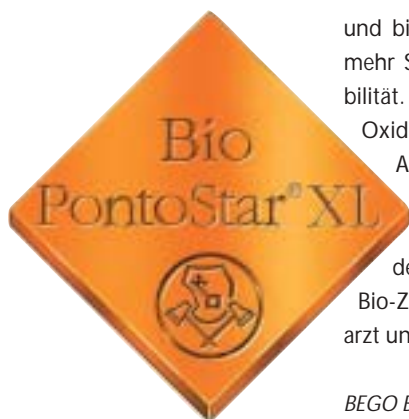 Bio
PontoStar® XL
und bi
mehr S
bilität.
Oxid
A
de
Bio-Z
arzt un
BEGO B